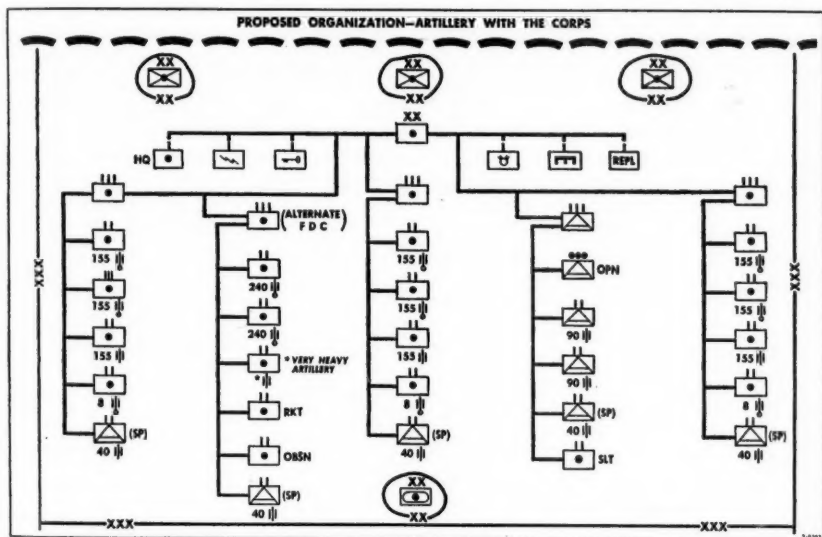 PROPOSED ORGANIZATION—ARTILLERY WITH THE CORPS
XX XX XX
XX XX XX
XX
HQ REPL
(ALTERNATE FDC)
155 240 155 OPN 155
155 240 155 90 155
155 * VERY HEAVY ARTILLERY 155 90 155
*
8 RKT 8 (SP) 8
40
(SP) OBSN (SP) SLT (SP)
40 40 40
(SP) XX
40 XX
XXX XXX
XXX XXX